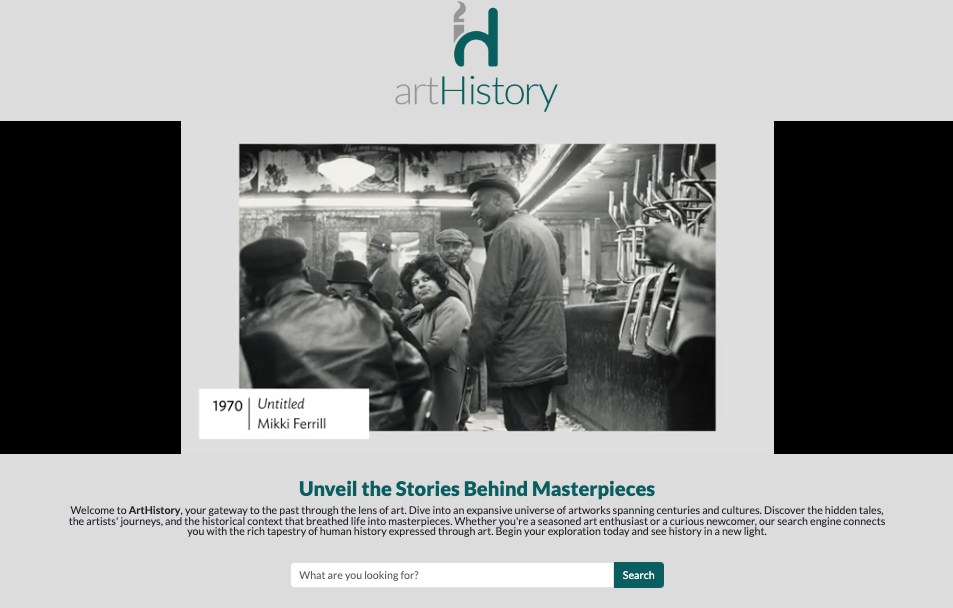 artHistory
1970 Untitled
Mikki Ferrill
Unveil the Stories Behind Masterpieces
Welcome to ArtHistory, your gateway to the past through the lens of art. Dive into an expansive universe of artworks spanning centuries and cultures. Discover the hidden tales,
the artists' journeys, and the historical context that breathed life into masterpieces. Whether you're a seasoned art enthusiast or a curious newcomer, our search engine connects
you with the rich tapestry of human history expressed through art. Begin your exploration today and see history in a new light.
What are you looking for? Search